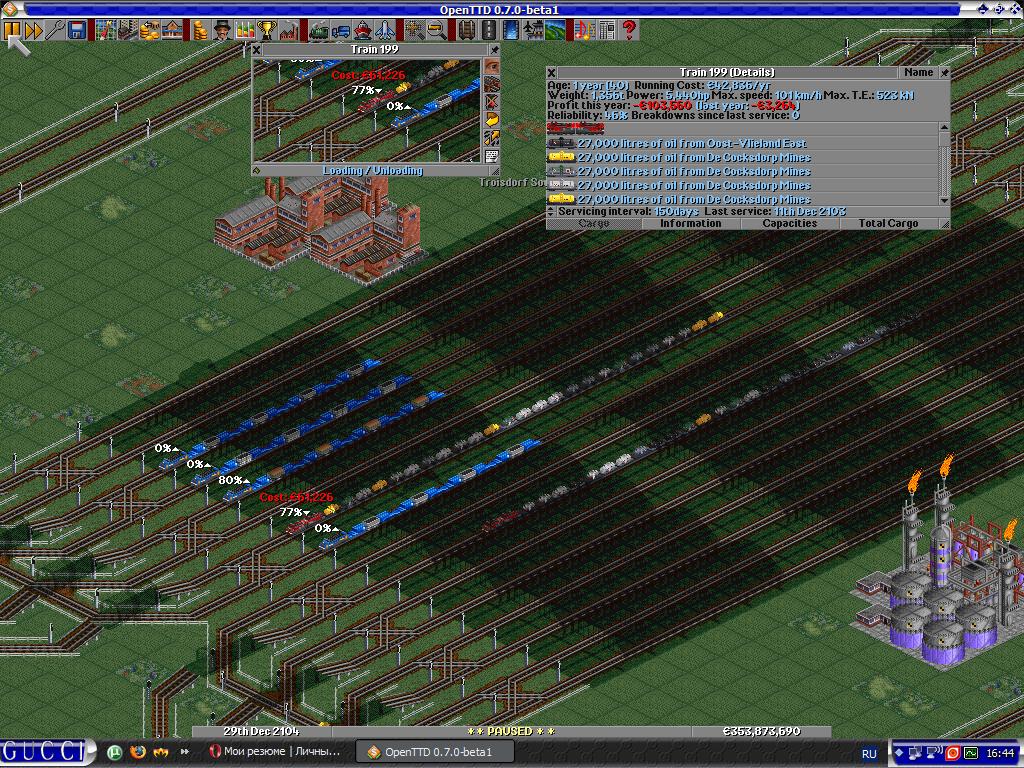 OpenTTD 0.7.0-beta1
Train 199
Cost: €61,226
77%
0%
Loading / Unloading
Train 199 (Details)
Name
Age: 1 year (40) Running Cost: €42,836/yr
Weight: 1,356t Power: 5,440hp Max. speed: 101 km/h Max. T.E.: 523 kN
Profit this year: -€103,660 (last year: -€3,264)
Reliability: 46% Breakdowns since last service: 0
27,000 litres of oil from Oost-Vlieland East
27,000 litres of oil from De Cocksdorp Mines
27,000 litres of oil from De Cocksdorp Mines
27,000 litres of oil from De Cocksdorp Mines
27,000 litres of oil from De Cocksdorp Mines
Servicing interval: 150days Last service: 11th Dec 2103
Cargo Information Capacities Total Cargo
Troisdorf
0%
0%
80%
Cost: €61,226
77%
0%
29th Dec 2104
* * PAUSED * *
€353,873,690
GUCCI
Мои резюме | Личны...
OpenTTD 0.7.0-beta1
RU
16:44